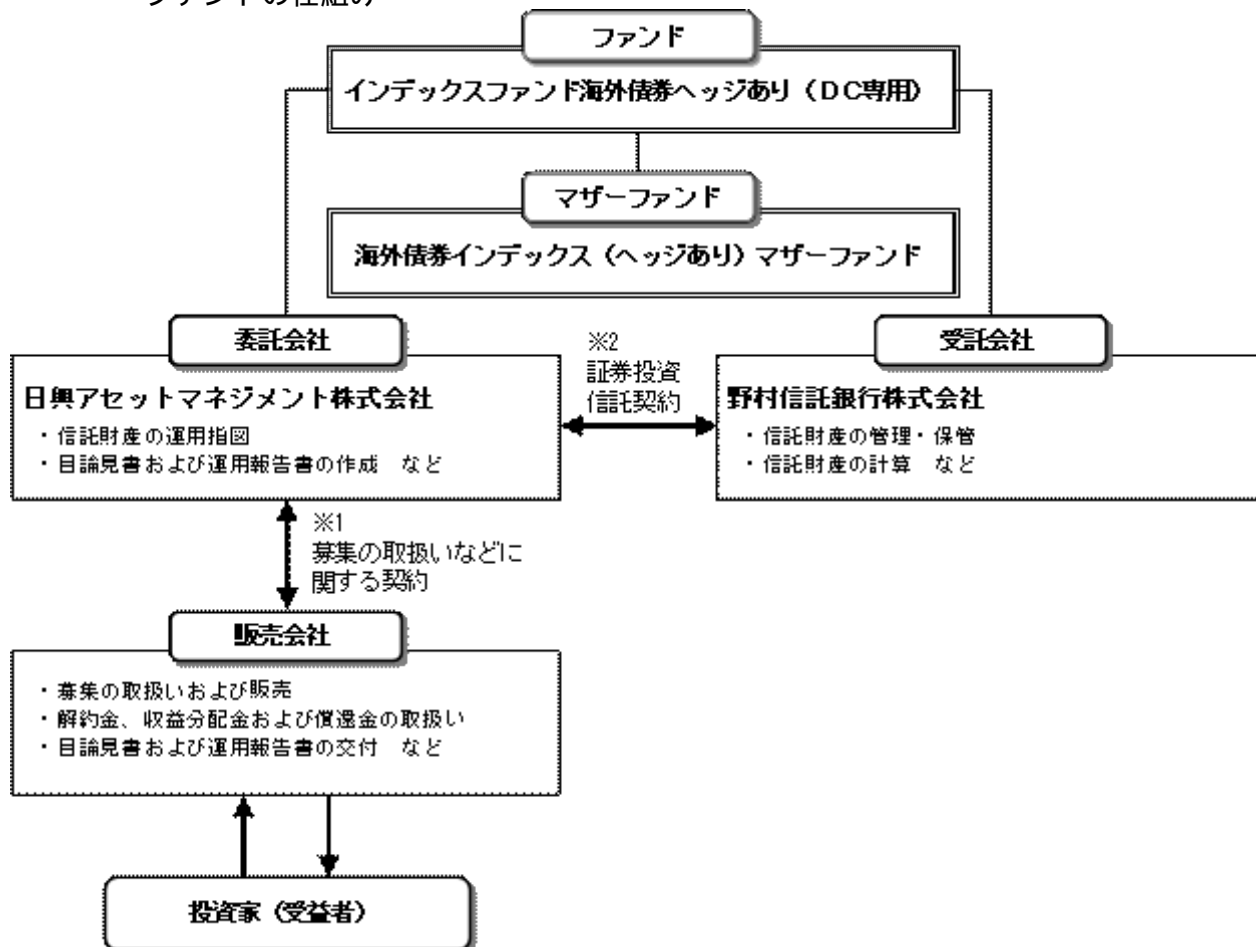 ファンドの仕組み
ファンド
インデックスファンド海外債券ヘッジあり（DC専用）
マザーファンド
海外債券インデックス（ヘッジあり）マザーファンド
委託会社
日興アセットマネジメント株式会社
・信託財産の運用指図
・目論見書および運用報告書の作成　など
※2
証券投資
信託契約
受託会社
野村信託銀行株式会社
・信託財産の管理・保管
・信託財産の計算　など
※1
募集の取扱いなどに
関する契約
販売会社
・募集の取扱いおよび販売
・解約金、収益分配金および償還金の取扱い
・目論見書および運用報告書の交付　など
投資家（受益者）